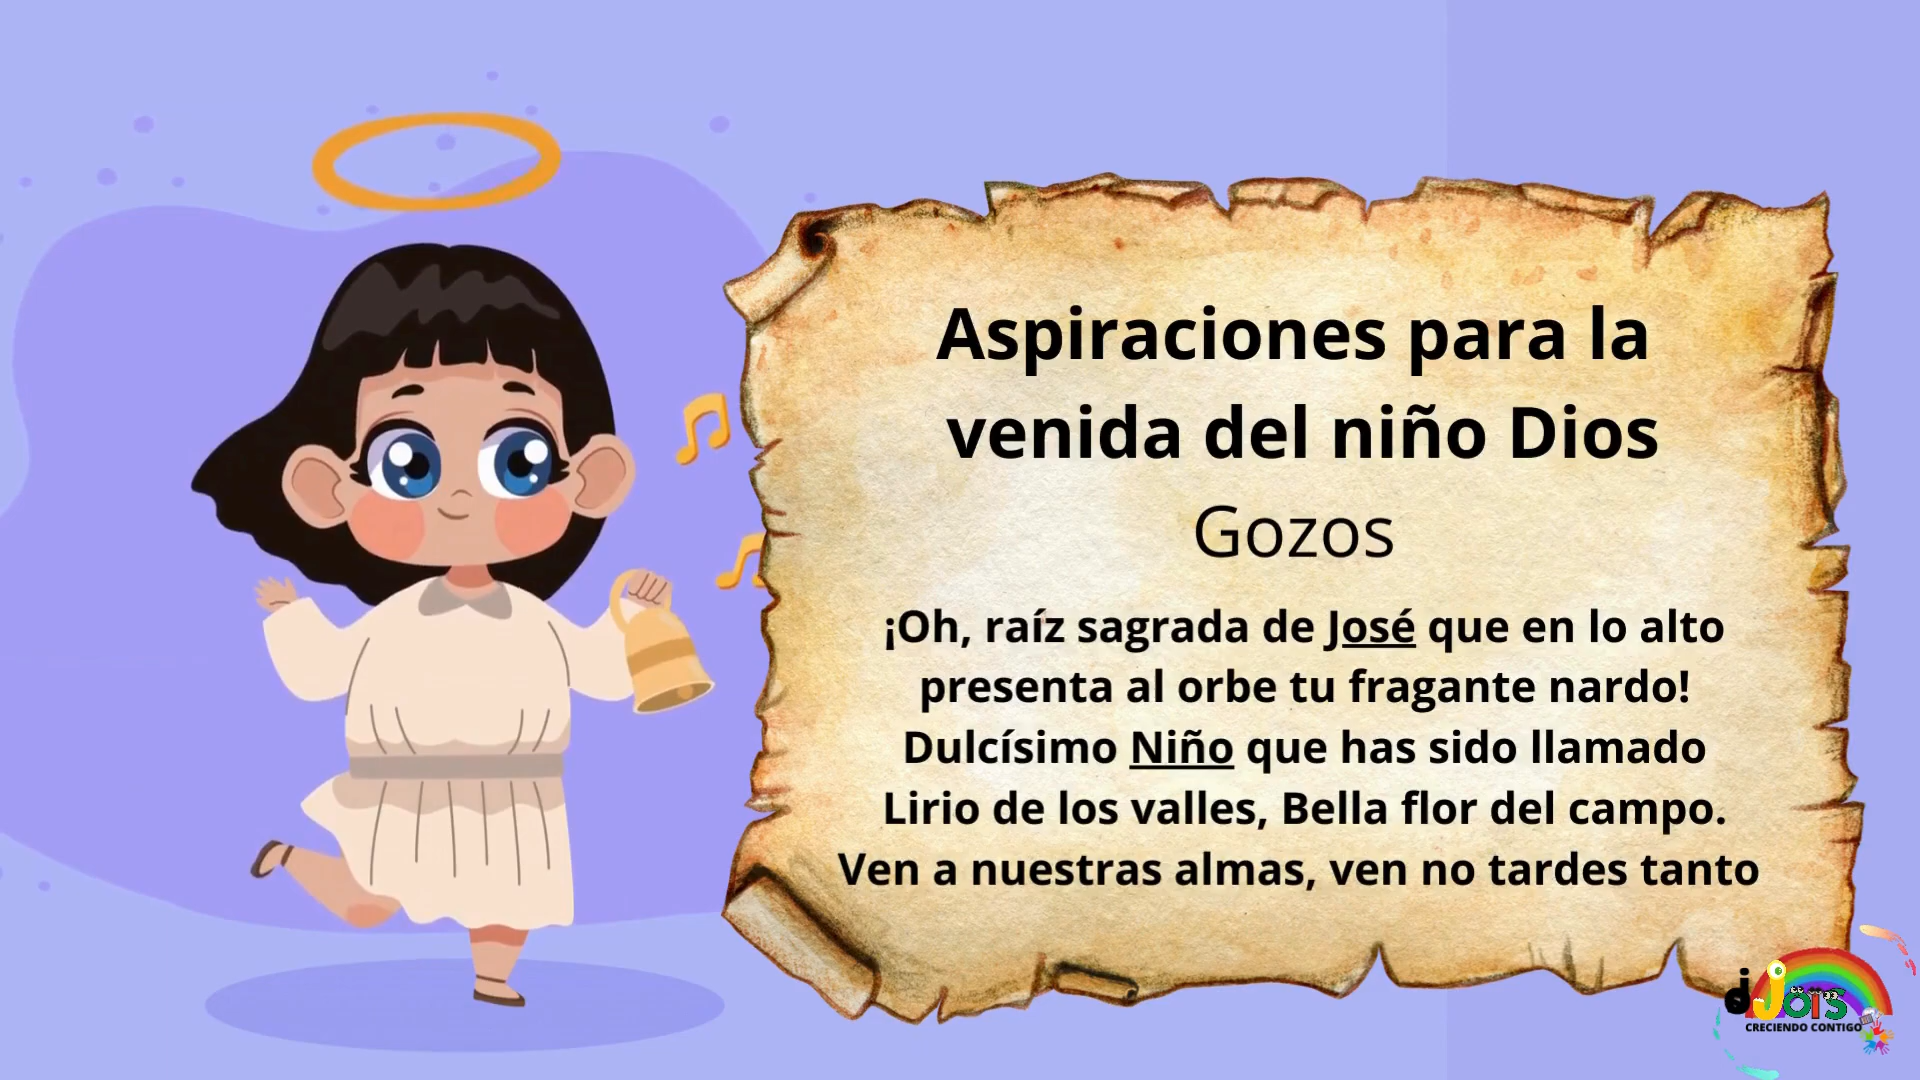 Aspiraciones para la
venida del niño Dios
Gozos
¡Oh, raíz sagrada de José que en lo alto
presenta al orbe tu fragante nardo!
Dulcísimo Niño que has sido llamado
Lirio de los valles, Bella flor del campo.
Ven a nuestras almas, ven no tardes tanto
dJois
CRECIENDO CONTIGO